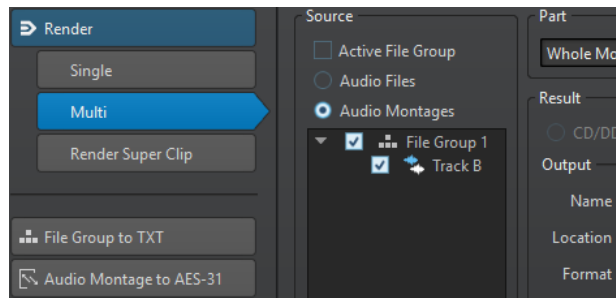 Render
Single
Multi
Render Super Clip
File Group to TXT
Audio Montage to AES-31
Source
Active File Group
Audio Files
Audio Montages
File Group 1
Track B
Part
Whole
Result
Output
Name
Location
Format